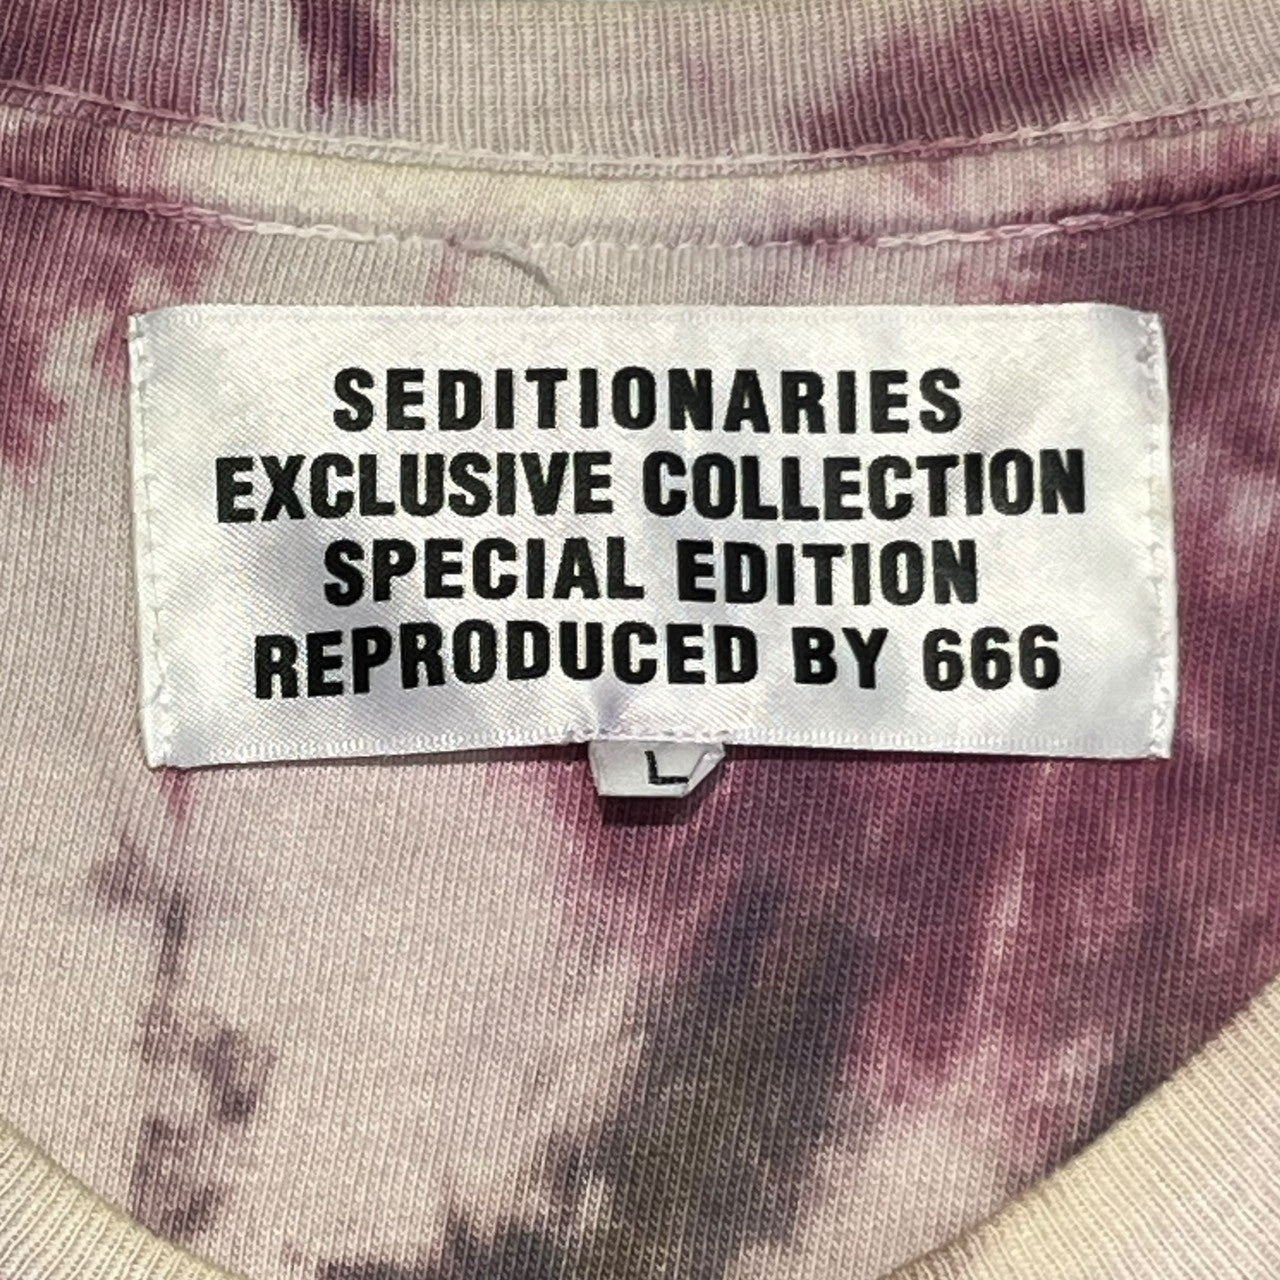 SEDITIONARIES
EXCLUSIVE COLLECTION
SPECIAL EDITION
REPRODUCED BY 666
L